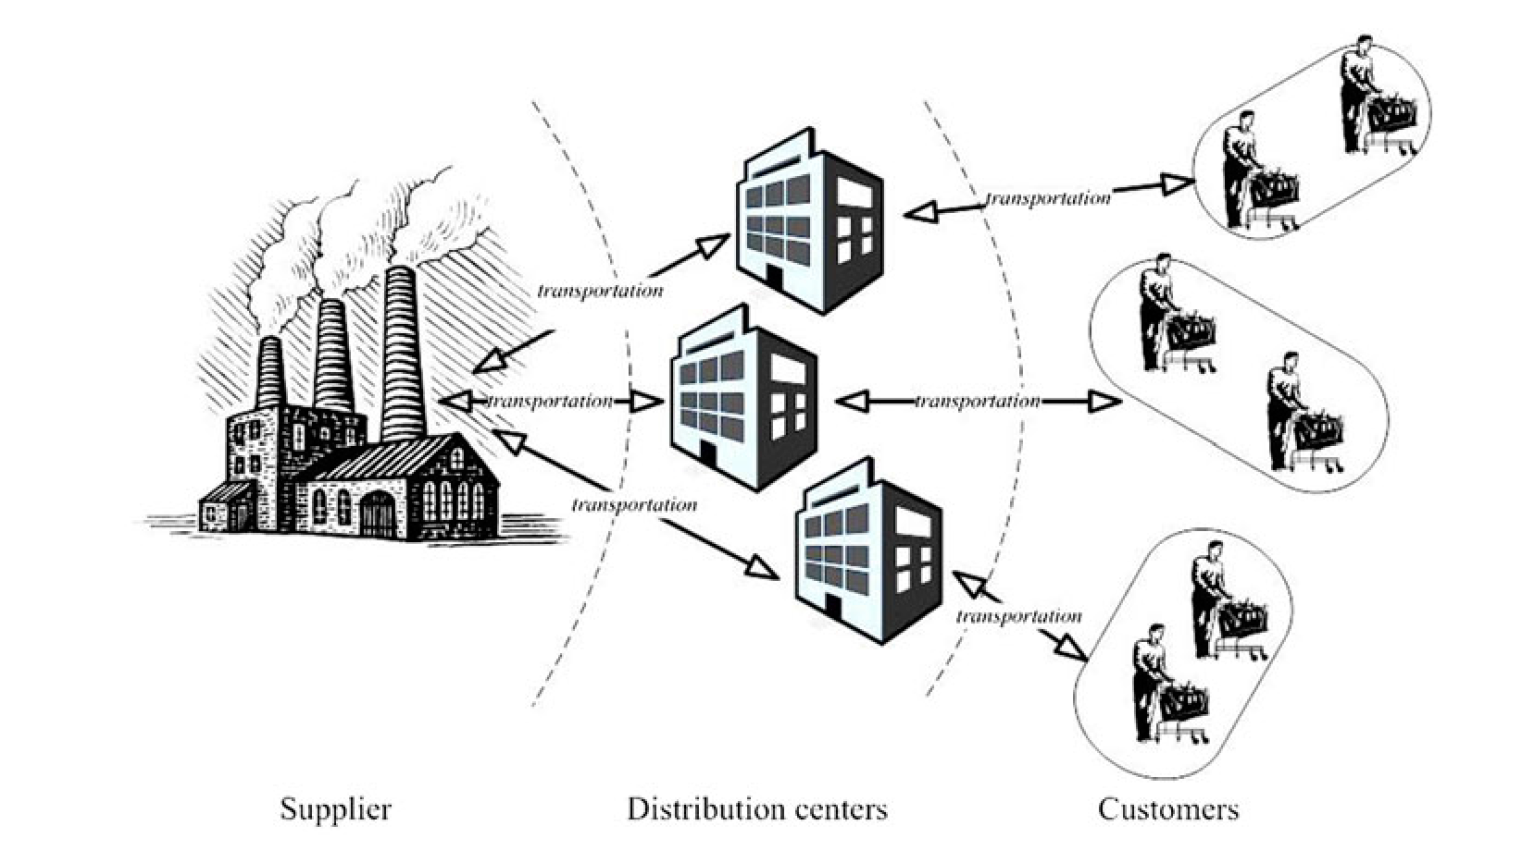 transportation
transportation
transportation
transportation
transportation
transportation
Supplier
Distribution centers
Customers